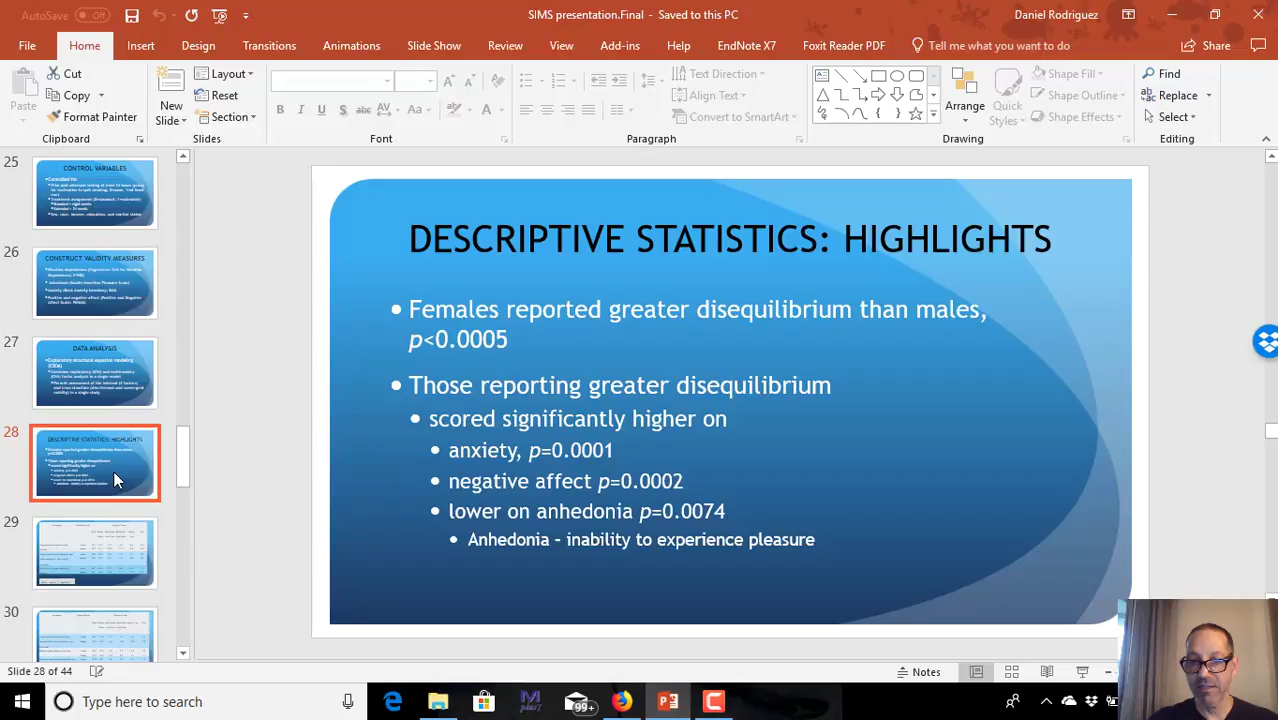 AutoSave Off
SIMS presentation.Final - Saved to this PC
Daniel Rodriguez
File Home Insert Design Transitions Animations Slide Show Review View Add-ins Help EndNote X7 Foxit Reader PDF Tell me what you want to do Share
Paste
Cut
Copy
Format Painter
Clipboard
New Slide
Layout
Reset
Section
Slides
B I U S abc AV Aa A
Font
Paragraph
Text Direction
Align Text
Convert to SmartArt
Arrange
Quick Styles
Shape Fill
Shape Outline
Shape Effects
Drawing
Find
Replace
Select
Editing
25
CONTROL VARIABLES
26
CONSTRUCT VALIDITY MEASURES
27
DATA ANALYSIS
28
DESCRIPTIVE STATISTICS: HIGHLIGHTS
29
30
DESCRIPTIVE STATISTICS: HIGHLIGHTS
• Females reported greater disequilibrium than males,
p<0.0005
• Those reporting greater disequilibrium
• scored significantly higher on
• anxiety, p=0.0001
• negative affect p=0.0002
• lower on anhedonia p=0.0074
• Anhedonia – inability to experience pleasure
Slide 28 of 44
Notes
Type here to search
99+